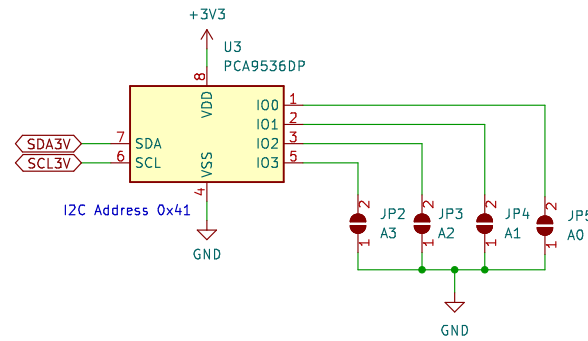 +3V3
U3
PCA9536DP
8
VDD
IO0 1
IO1 2
SDA3V 7 SDA
IO2 3
SCL3V 6 SCL
IO3 5
VSS
4
I2C Address 0x41
GND
2 2 2 2
JP2 JP3 JP4 JP5
A3 A2 A1 A0
1 1 1 1
GND